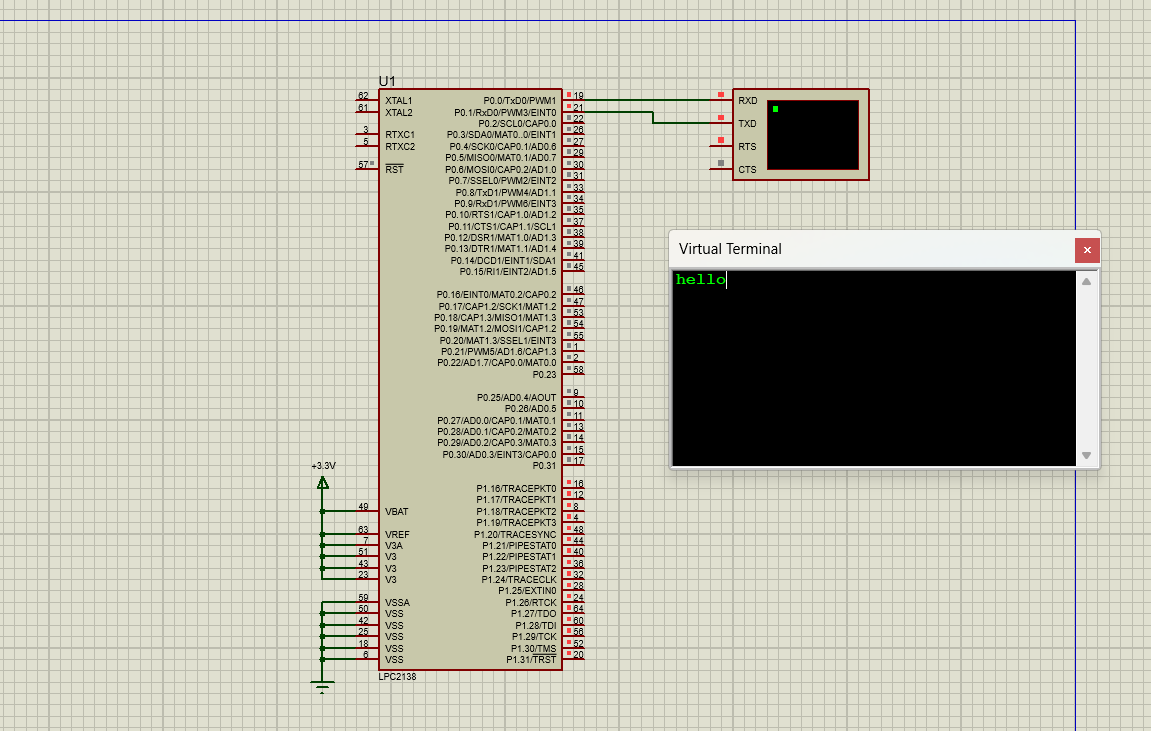 U1
62 XTAL1 P0.0/TxD0/PWM1 19 RXD
61 XTAL2 P0.1/RxD0/PWM3/EINT0 21
P0.2/SCL0/CAP0.0 22 TXD
3 RTXC1 P0.3/SDA0/MAT0..0/EINT1 26
5 RTXC2 P0.4/SCK0/CAP0.1/AD0.6 27 RTS
P0.5/MISO0/MAT0.1/AD0.7 29
57 RST P0.6/MOSI0/CAP0.2/AD1.0 30 CTS
P0.7/SSEL0/PWM2/EINT2 31
P0.8/TxD1/PWM4/AD1.1 33
P0.9/RxD1/PWM6/EINT3 34
P0.10/RTS1/CAP1.0/AD1.2 35
P0.11/CTS1/CAP1.1/SCL1 37
P0.12/DSR1/MAT1.0/AD1.3 38
P0.13/DTR1/MAT1.1/AD1.4 39
P0.14/DCD1/EINT1/SDA1 41
P0.15/RI1/EINT2/AD1.5 45
P0.16/EINT0/MAT0.2/CAP0.2 46
P0.17/CAP1.2/SCK1/MAT1.2 47
P0.18/CAP1.3/MISO1/MAT1.3 53
P0.19/MAT1.2/MOSI1/CAP1.2 54
P0.20/MAT1.3/SSEL1/EINT3 55
P0.21/PWM5/AD1.6/CAP1.3 1
P0.22/AD1.7/CAP0.0/MAT0.0 2
P0.23 58
P0.25/AD0.4/AOUT 9
P0.26/AD0.5 10
P0.27/AD0.0/CAP0.1/MAT0.1 11
P0.28/AD0.1/CAP0.2/MAT0.2 13
P0.29/AD0.2/CAP0.3/MAT0.3 14
P0.30/AD0.3/EINT3/CAP0.0 15
P0.31 17
+3.3V
P1.16/TRACEPKT0 16
P1.17/TRACEPKT1 12
49 VBAT P1.18/TRACEPKT2 8
P1.19/TRACEPKT3 4
63 VREF P1.20/TRACESYNC 48
7 V3A P1.21/PIPESTAT0 44
51 V3 P1.22/PIPESTAT1 40
43 V3 P1.23/PIPESTAT2 36
23 V3 P1.24/TRACECLK 32
P1.25/EXTIN0 28
59 VSSA P1.26/RTCK 24
50 VSS P1.27/TDO 64
42 VSS P1.28/TDI 60
25 VSS P1.29/TCK 56
18 VSS P1.30/TMS 52
6 VSS P1.31/TRST 20
LPC2138
Virtual Terminal
hello